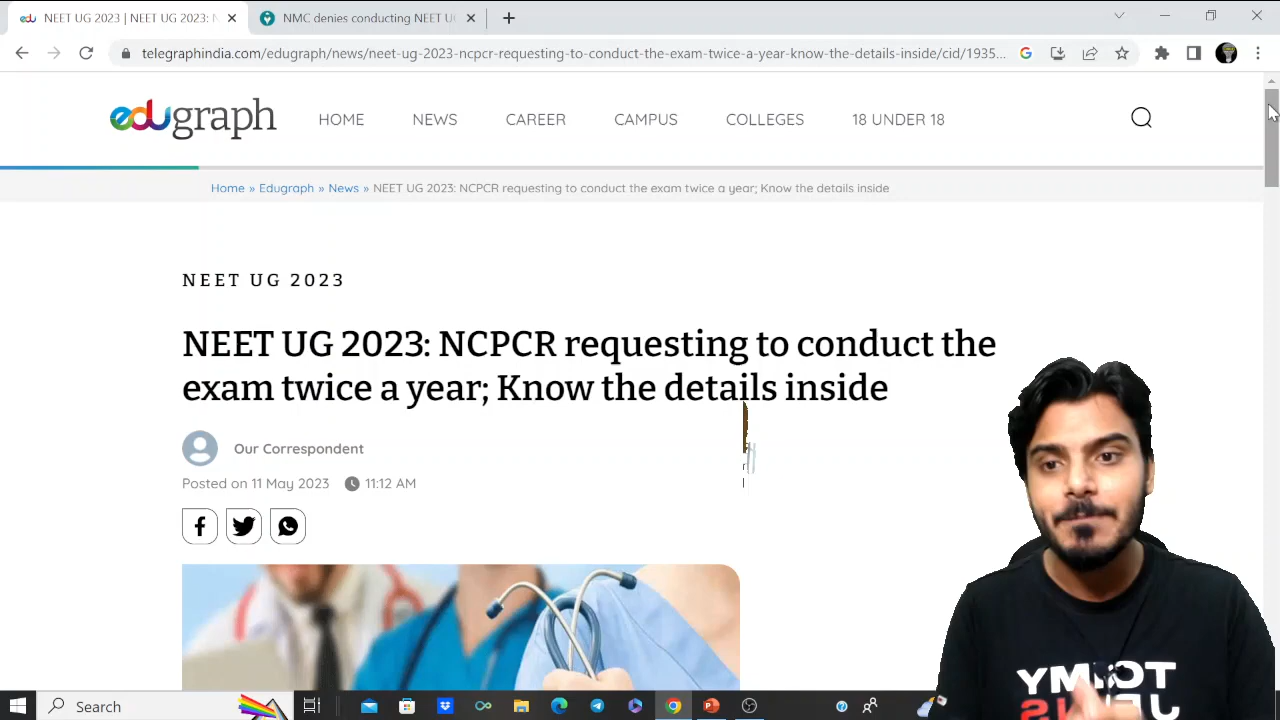 NEET UG 2023 | NEET UG 2023: N
NMC denies conducting NEET U
telegraphindia.com/edugraph/news/neet-ug-2023-ncpcr-requesting-to-conduct-the-exam-twice-a-year-know-the-details-inside/cid/1935...
edugraph
HOME NEWS CAREER CAMPUS COLLEGES 18 UNDER 18
Home » Edugraph » News » NEET UG 2023: NCPCR requesting to conduct the exam twice a year; Know the details inside
NEET UG 2023
NEET UG 2023: NCPCR requesting to conduct the
exam twice a year; Know the details inside
Our Correspondent
Posted on 11 May 2023 11:12 AM
Search